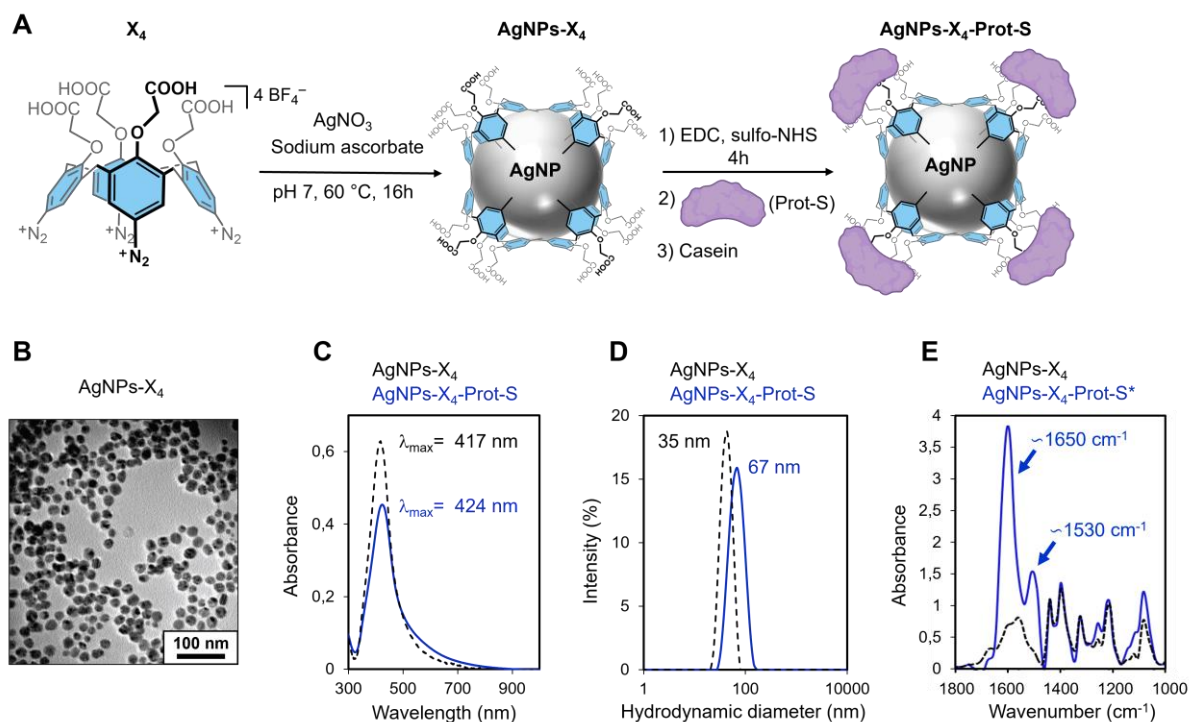 A
X₄
AgNPs-X₄
AgNPs-X₄-Prot-S
HOOC
HOOC
COOH
COOH
4 BF₄⁻
O
O
O
O
⁺N₂
N₂
⁺
N₂
⁺N₂
AgNO₃
Sodium ascorbate
pH 7, 60 °C, 16h
AgNP
1) EDC, sulfo-NHS
4h
2)
(Prot-S)
3) Casein
AgNP
B
AgNPs-X₄
100 nm
C
AgNPs-X₄
AgNPs-X₄-Prot-S
λmax= 417 nm
λmax= 424 nm
0,6
0,4
0,2
0
300
500
700
900
Absorbance
Wavelength (nm)
D
AgNPs-X₄
AgNPs-X₄-Prot-S
35 nm
67 nm
20
15
10
5
0
1
100
10000
Intensity (%)
Hydrodynamic diameter (nm)
E
AgNPs-X₄
AgNPs-X₄-Prot-S*
~1650 cm⁻¹
~1530 cm⁻¹
4
3,5
3
2,5
2
1,5
1
0,5
0
1800
1600
1400
1200
1000
Absorbance
Wavenumber (cm⁻¹)